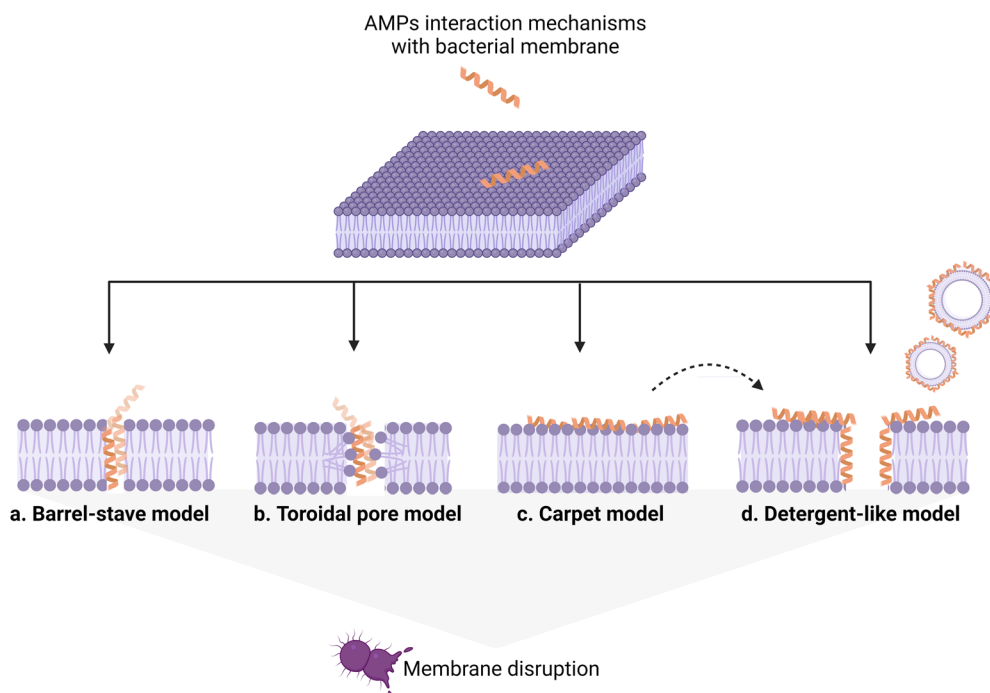 AMPs interaction mechanisms
with bacterial membrane
a. Barrel-stave model
b. Toroidal pore model
c. Carpet model
d. Detergent-like model
Membrane disruption